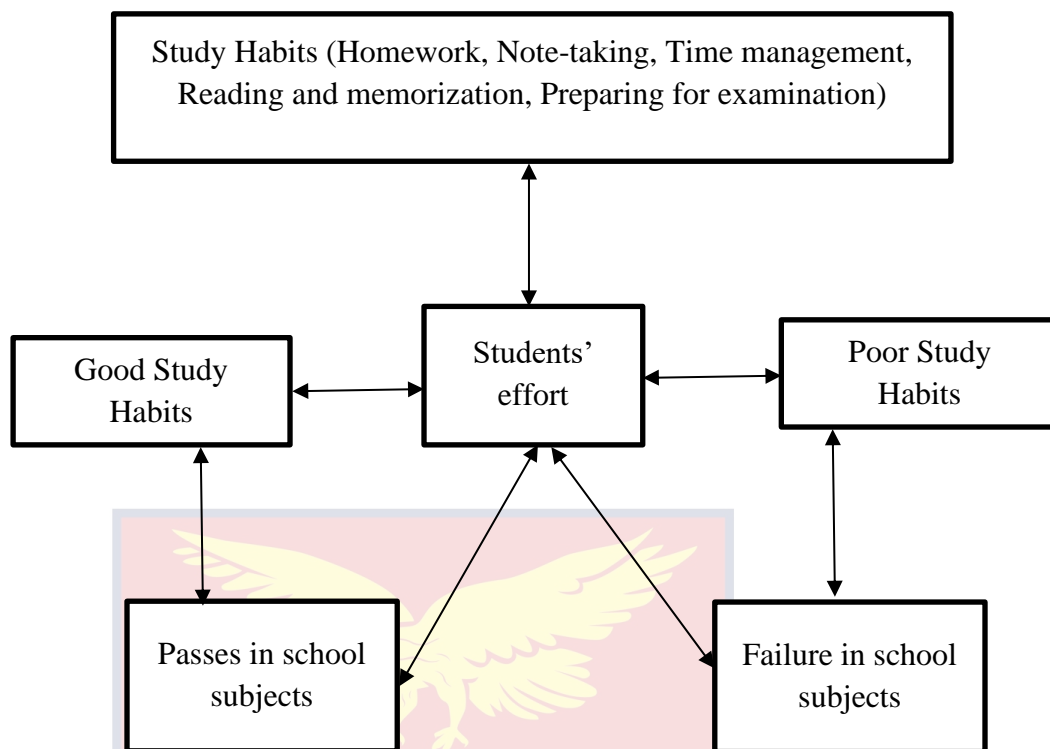 Study Habits (Homework, Note-taking, Time management,
Reading and memorization, Preparing for examination)
Students’
effort
Good Study
Habits
Poor Study
Habits
Passes in school
subjects
Failure in school
subjects